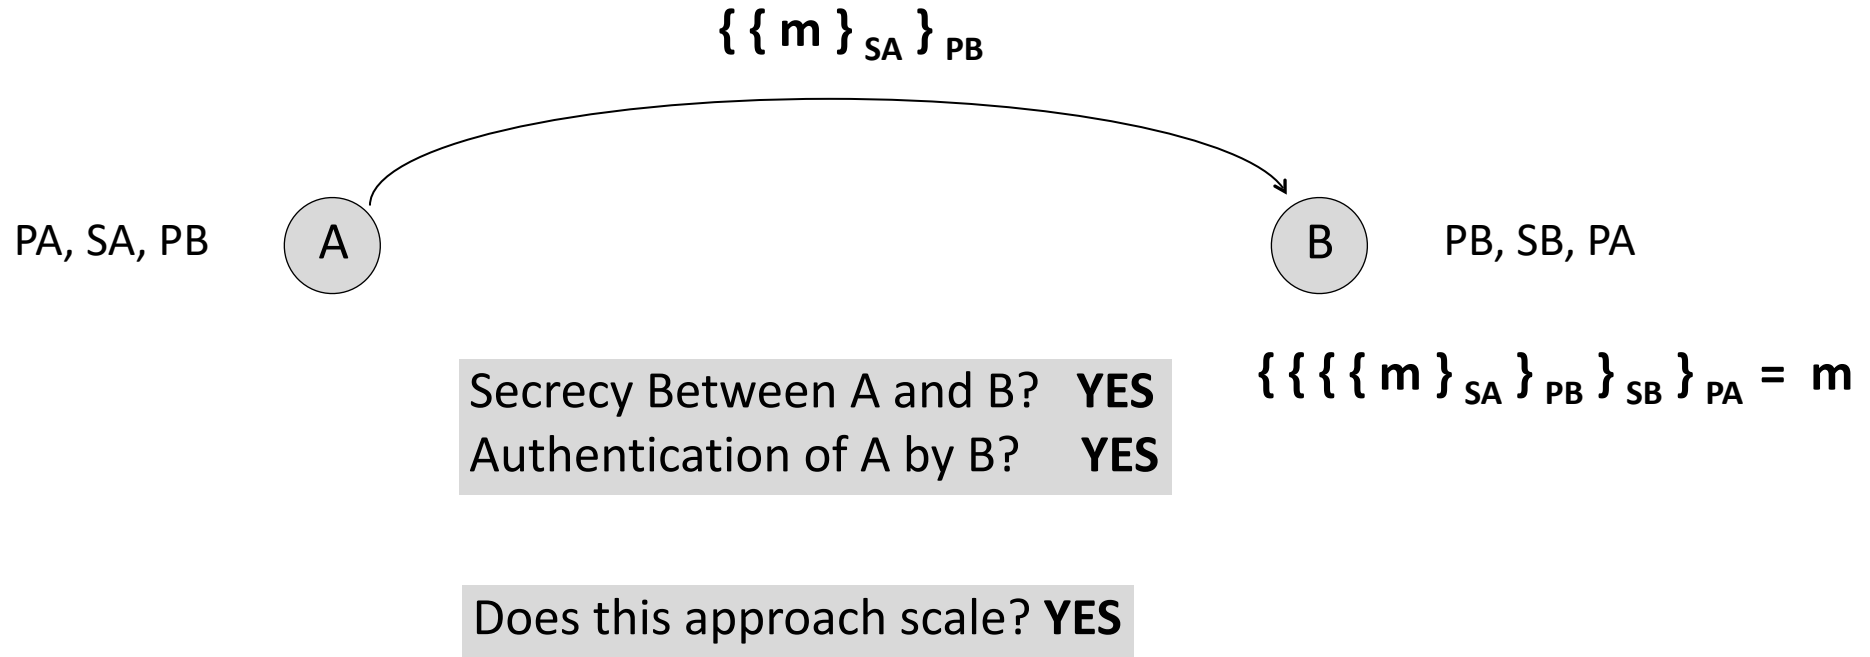 { { m } SA } PB
PA, SA, PB
A
B
PB, SB, PA
{ { { { m } SA } PB } SB } PA = m
Secrecy Between A and B? YES
Authentication of A by B? YES
Does this approach scale? YES